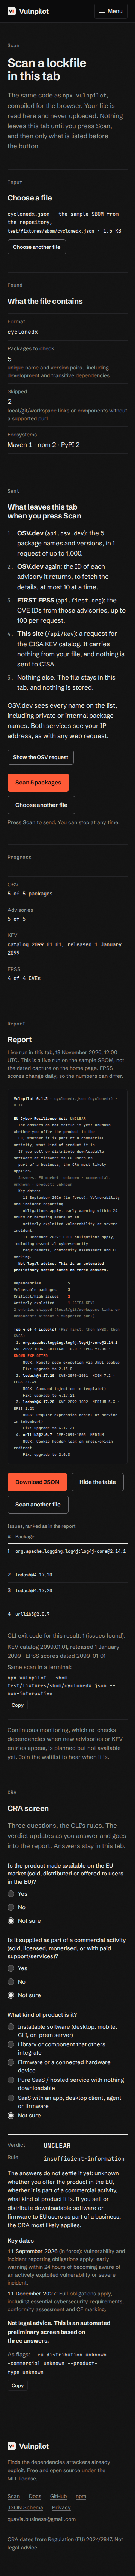 Vulnpilot
Menu
Scan
Scan a lockfile
in this tab
The same code as npx vulnpilot,
compiled for the browser. Your file is
read here and never uploaded. Nothing
leaves this tab until you press Scan,
and what would leave is listed before
the button.
Input
Choose a file
cyclonedx.json · the sample SBOM from
the repository,
test/fixtures/sbom/cyclonedx.json · 1.5 KB
Choose another file
Found
What the file contains
Format
cyclonedx
Packages to check
5
unique name and version pairs, including
development and transitive dependencies
Skipped
2
local/git/workspace links or components without
a supported purl
Ecosystems
Maven 1 · npm 2 · PyPI 2
Sent
What leaves this tab
when you press Scan
1. OSV.dev (api.osv.dev): the 5
package names and versions, in 1
request of up to 1,000.
2. OSV.dev again: the ID of each
advisory it returns, to fetch the
details, at most 10 at a time.
3. FIRST EPSS (api.first.org): the
CVE IDs from those advisories, up to
100 per request.
4. This site (/api/kev): a request for
the CISA KEV catalog. It carries
nothing from your file, and nothing is
sent to CISA.
5. Nothing else. The file stays in this
tab, and nothing is stored.
OSV.dev sees every name on the list,
including private or internal package
names. Both services see your IP
address, as with any web request.
Show the OSV request
Scan 5 packages
Choose another file
Press Scan to send. You can stop at any time.
Progress
OSV
5 of 5 packages
Advisories
5 of 5
KEV
catalog 2099.01.01, released 1 January
2099
EPSS
4 of 4 CVEs
Report
Report
Live run in this tab, 18 November 2026, 12:00
UTC. This is a live run on the sample SBOM, not
the dated capture on the home page. EPSS
scores change daily, so the numbers can differ.
EU Cyber Resilience Act: UNCLEAR
Key dates:
Not legal advice. This is an automated
preliminary screen based on three answers.
Dependencies 5
Vulnerable packages 3
Download JSON
Hide the table
Scan another file
Issues, ranked as in the report
# Package
1 org.apache.logging.log4j:log4j-core@2.14.1
2 lodash@4.17.20
3 lodash@4.17.20
4 urllib3@2.0.7
CLI exit code for this result: 1 (issues found).
KEV catalog 2099.01.01, released 1 January
2099 · EPSS scores dated 2099-01-01
Same scan in a terminal:
npx vulnpilot --sbom
test/fixtures/sbom/cyclonedx.json --
non-interactive
Copy
Continuous monitoring, which re-checks
dependencies when new advisories or KEV
entries appear, is planned but not available
yet. Join the waitlist to hear when it is.
CRA
CRA screen
Three questions, the CLI's rules. The
verdict updates as you answer and goes
into the report. Answers stay in this tab.
Is the product made available on the EU
market (sold, distributed or offered to users
in the EU)?
Yes
No
Not sure
Is it supplied as part of a commercial activity
(sold, licensed, monetised, or with paid
support/services)?
Yes
No
Not sure
What kind of product is it?
Installable software (desktop, mobile,
CLI, on-prem server)
Library or component that others
integrate
Firmware or a connected hardware
device
Pure SaaS / hosted service with nothing
downloadable
SaaS with an app, desktop client, agent
or firmware
Not sure
Verdict UNCLEAR
Rule insufficient-information
The answers do not settle it yet: unknown
whether you offer the product in the EU,
whether it is part of a commercial activity,
what kind of product it is. If you sell or
distribute downloadable software or
firmware to EU users as part of a business,
the CRA most likely applies.
Key dates
11 September 2026 (in force): Vulnerability and
incident reporting obligations apply: early
warning within 24 hours of becoming aware of an
actively exploited vulnerability or severe
incident.
11 December 2027: Full obligations apply,
including essential cybersecurity requirements,
conformity assessment and CE marking.
Not legal advice. This is an automated
preliminary screen based on
three answers.
As flags: --eu-distribution unknown -
-commercial unknown --product-
type unknown
Copy
Vulnpilot
Finds the dependencies attackers already
exploit. Free and open source under the
MIT license.
Scan Docs GitHub npm
JSON Schema Privacy
quavia.business@gmail.com
CRA dates from Regulation (EU) 2024/2847. Not
legal advice.